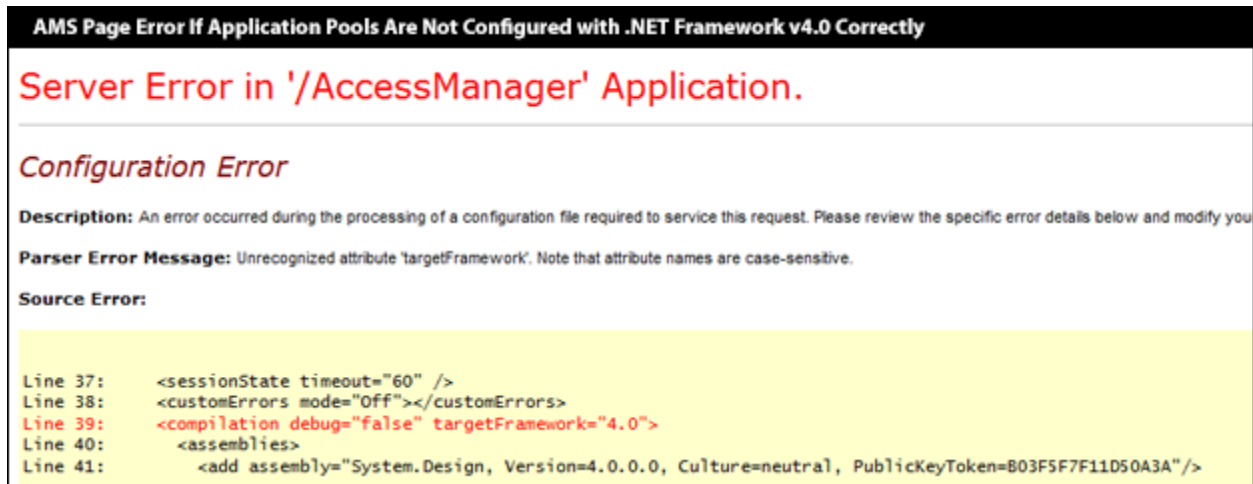 AMS Page Error If Application Pools Are Not Configured with .NET Framework v4.0 Correctly
Server Error in '/AccessManager' Application.
Configuration Error
Description: An error occurred during the processing of a configuration file required to service this request. Please review the specific error details below and modify you
Parser Error Message: Unrecognized attribute 'targetFramework'. Note that attribute names are case-sensitive.
Source Error:
Line 37:      <sessionState timeout="60" />
Line 38:      <customErrors mode="Off"></customErrors>
Line 39:      <compilation debug="false" targetFramework="4.0">
Line 40:        <assemblies>
Line 41:          <add assembly="System.Design, Version=4.0.0.0, Culture=neutral, PublicKeyToken=B03F5F7F11D50A3A"/>